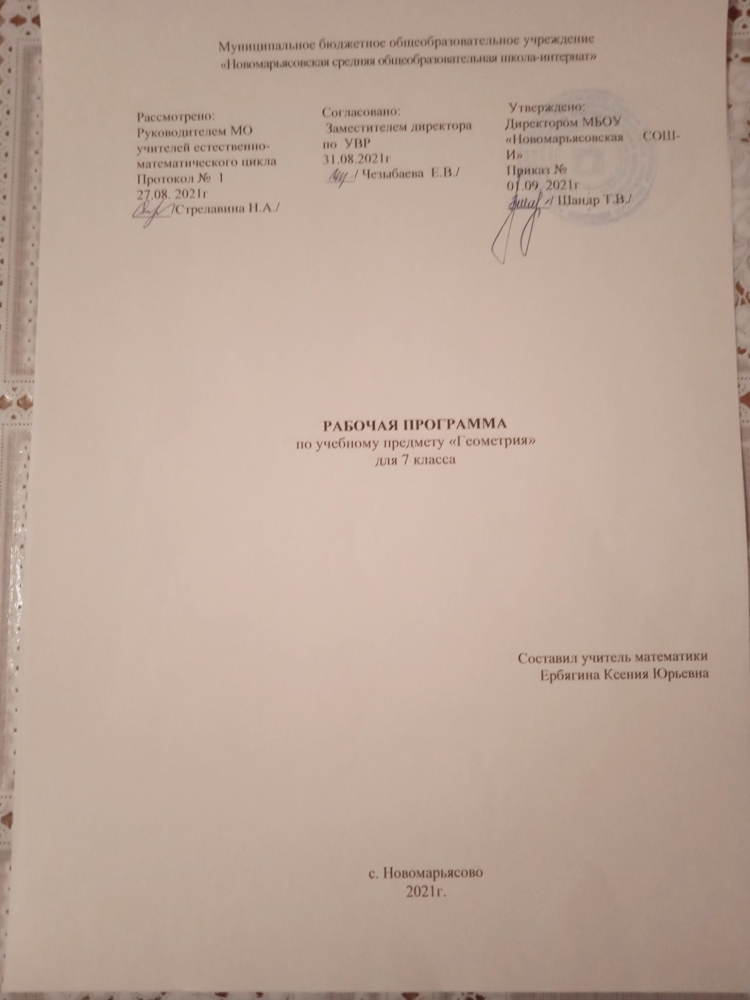 Муниципальное бюджетное общеобразовательное учреждение
«Новомарьясовская средняя общеобразовательная школа-интернат»
Рассмотрено:
Руководителем МО
учителей естественно-
математического цикла
Протокол № 1
27.08. 2021г
/Стрелавина Н.А./
Согласовано:
Заместителем директора
по УВР
31.08.2021г
/ Чезыбаева Е.В./
Утверждено:
Директором МБОУ
«Новомарьясовская СОШ-
И»
Приказ №
01.09. 2021г
/ Шандр Т.В./
РАБОЧАЯ ПРОГРАММА
по учебному предмету «Геометрия»
для 7 класса
Составил учитель математики
Ербягина Ксения Юрьевна
с. Новомарьясово
2021г.